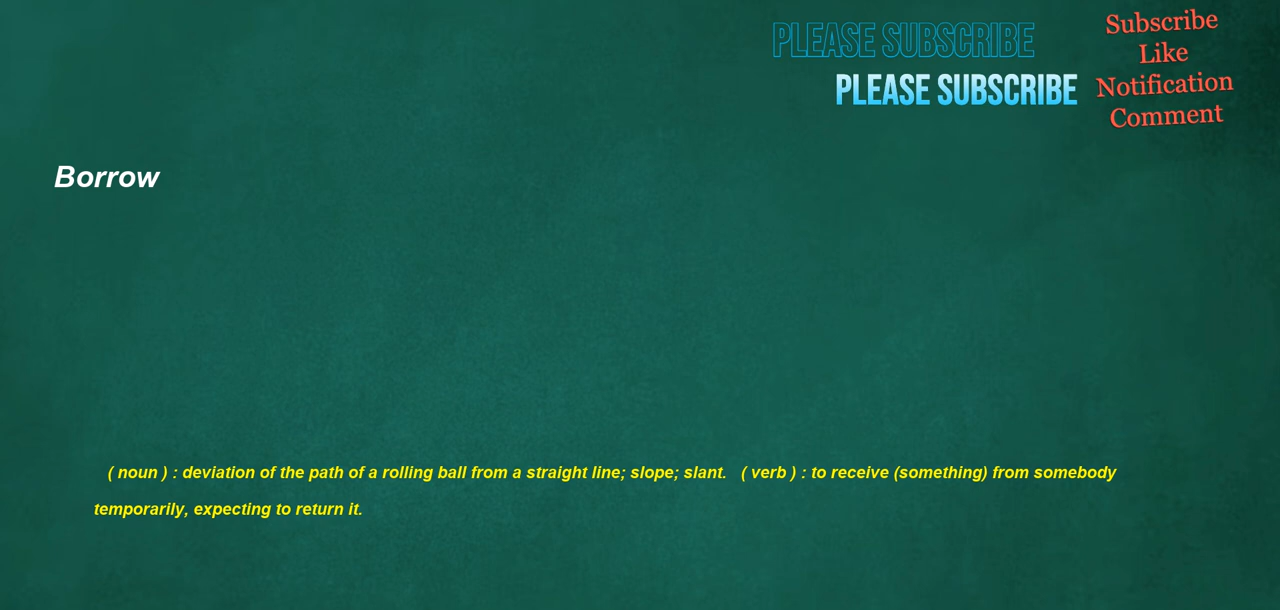 PLEASE SUBSCRIBE
PLEASE SUBSCRIBE
Subscribe
Like
Notification
Comment
Borrow
( noun ) : deviation of the path of a rolling ball from a straight line; slope; slant. ( verb ) : to receive (something) from somebody
temporarily, expecting to return it.